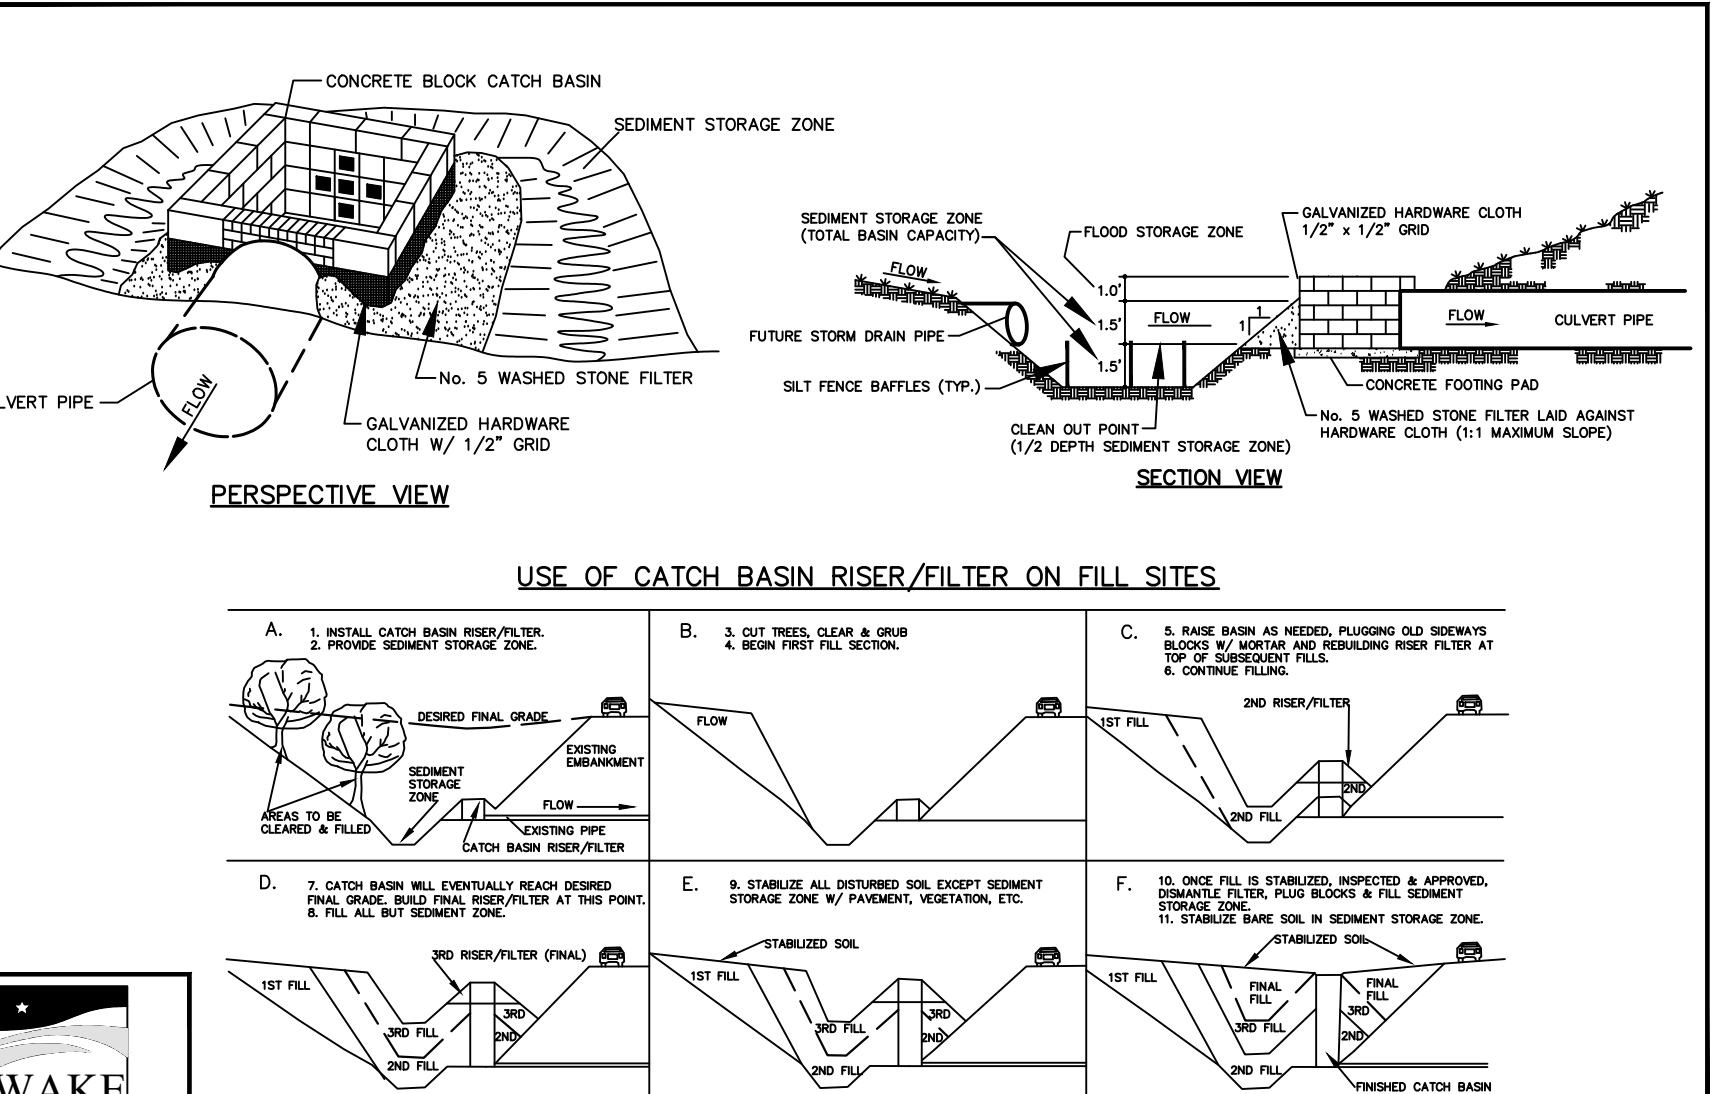 CONCRETE BLOCK CATCH BASIN
SEDIMENT STORAGE ZONE
No. 5 WASHED STONE FILTER
LVERT PIPE
FLOW
GALVANIZED HARDWARE
CLOTH W/ 1/2" GRID
PERSPECTIVE VIEW
SEDIMENT STORAGE ZONE
(TOTAL BASIN CAPACITY)
FLOOD STORAGE ZONE
GALVANIZED HARDWARE CLOTH
1/2" x 1/2" GRID
FLOW
1.0'
1.5'
FLOW
1
1
FLOW
CULVERT PIPE
FUTURE STORM DRAIN PIPE
1.5'
SILT FENCE BAFFLES (TYP.)
CONCRETE FOOTING PAD
CLEAN OUT POINT
(1/2 DEPTH SEDIMENT STORAGE ZONE)
No. 5 WASHED STONE FILTER LAID AGAINST
HARDWARE CLOTH (1:1 MAXIMUM SLOPE)
SECTION VIEW
USE OF CATCH BASIN RISER/FILTER ON FILL SITES
A.
1. INSTALL CATCH BASIN RISER/FILTER.
2. PROVIDE SEDIMENT STORAGE ZONE.
DESIRED FINAL GRADE
EXISTING
EMBANKMENT
SEDIMENT
STORAGE
ZONE
FLOW
AREAS TO BE
CLEARED & FILLED
EXISTING PIPE
CATCH BASIN RISER/FILTER
B.
3. CUT TREES, CLEAR & GRUB
4. BEGIN FIRST FILL SECTION.
FLOW
C.
5. RAISE BASIN AS NEEDED, PLUGGING OLD SIDEWAYS
BLOCKS W/ MORTAR AND REBUILDING RISER FILTER AT
TOP OF SUBSEQUENT FILLS.
6. CONTINUE FILLING.
2ND RISER/FILTER
1ST FILL
2ND
2ND FILL
D.
7. CATCH BASIN WILL EVENTUALLY REACH DESIRED
FINAL GRADE. BUILD FINAL RISER/FILTER AT THIS POINT.
8. FILL ALL BUT SEDIMENT ZONE.
3RD RISER/FILTER (FINAL)
1ST FILL
3RD
3RD FILL
2ND
2ND FILL
E.
9. STABILIZE ALL DISTURBED SOIL EXCEPT SEDIMENT
STORAGE ZONE W/ PAVEMENT, VEGETATION, ETC.
STABILIZED SOIL
1ST FILL
3RD
3RD FILL
2ND
2ND FILL
F.
10. ONCE FILL IS STABILIZED, INSPECTED & APPROVED,
DISMANTLE FILTER, PLUG BLOCKS & FILL SEDIMENT
STORAGE ZONE.
11. STABILIZE BARE SOIL IN SEDIMENT STORAGE ZONE.
STABILIZED SOIL
1ST FILL
FINAL
FILL
FINAL
FILL
3RD
3RD FILL
2ND
2ND FILL
FINISHED CATCH BASIN
WAKE